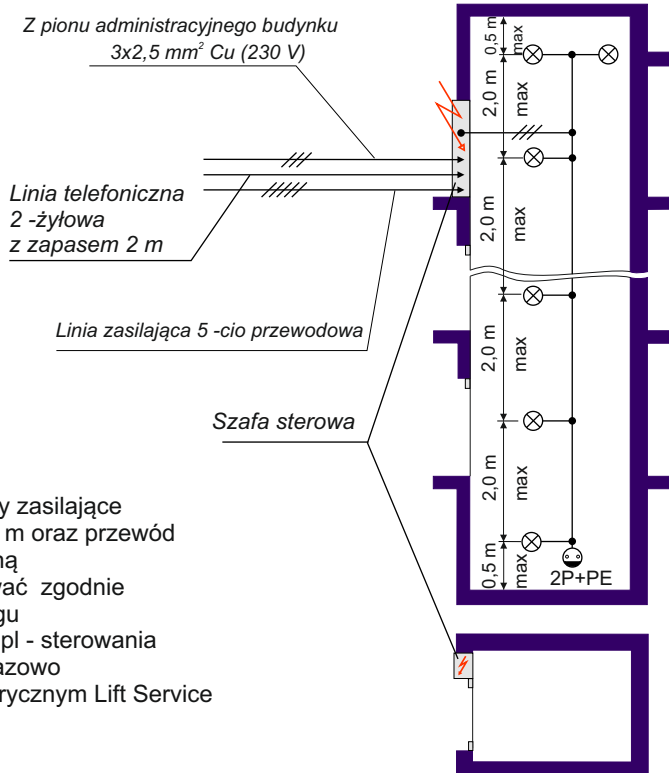 Z pionu administracyjnego budynku
3x2,5 mm² Cu (230 V)
Linia telefoniczna
2 -żyłowa
z zapasem 2 m
Linia zasilająca 5 -cio przewodowa
Szafa sterowa
y zasilające
m oraz przewód
ną
vać zgodnie
gu
pl - sterowania
azowo
rycznym Lift Service
0,5 m
max
2,0 m
max
2,0 m
max
2,0 m
max
2,0 m
max
0,5 m
max
2P+PE